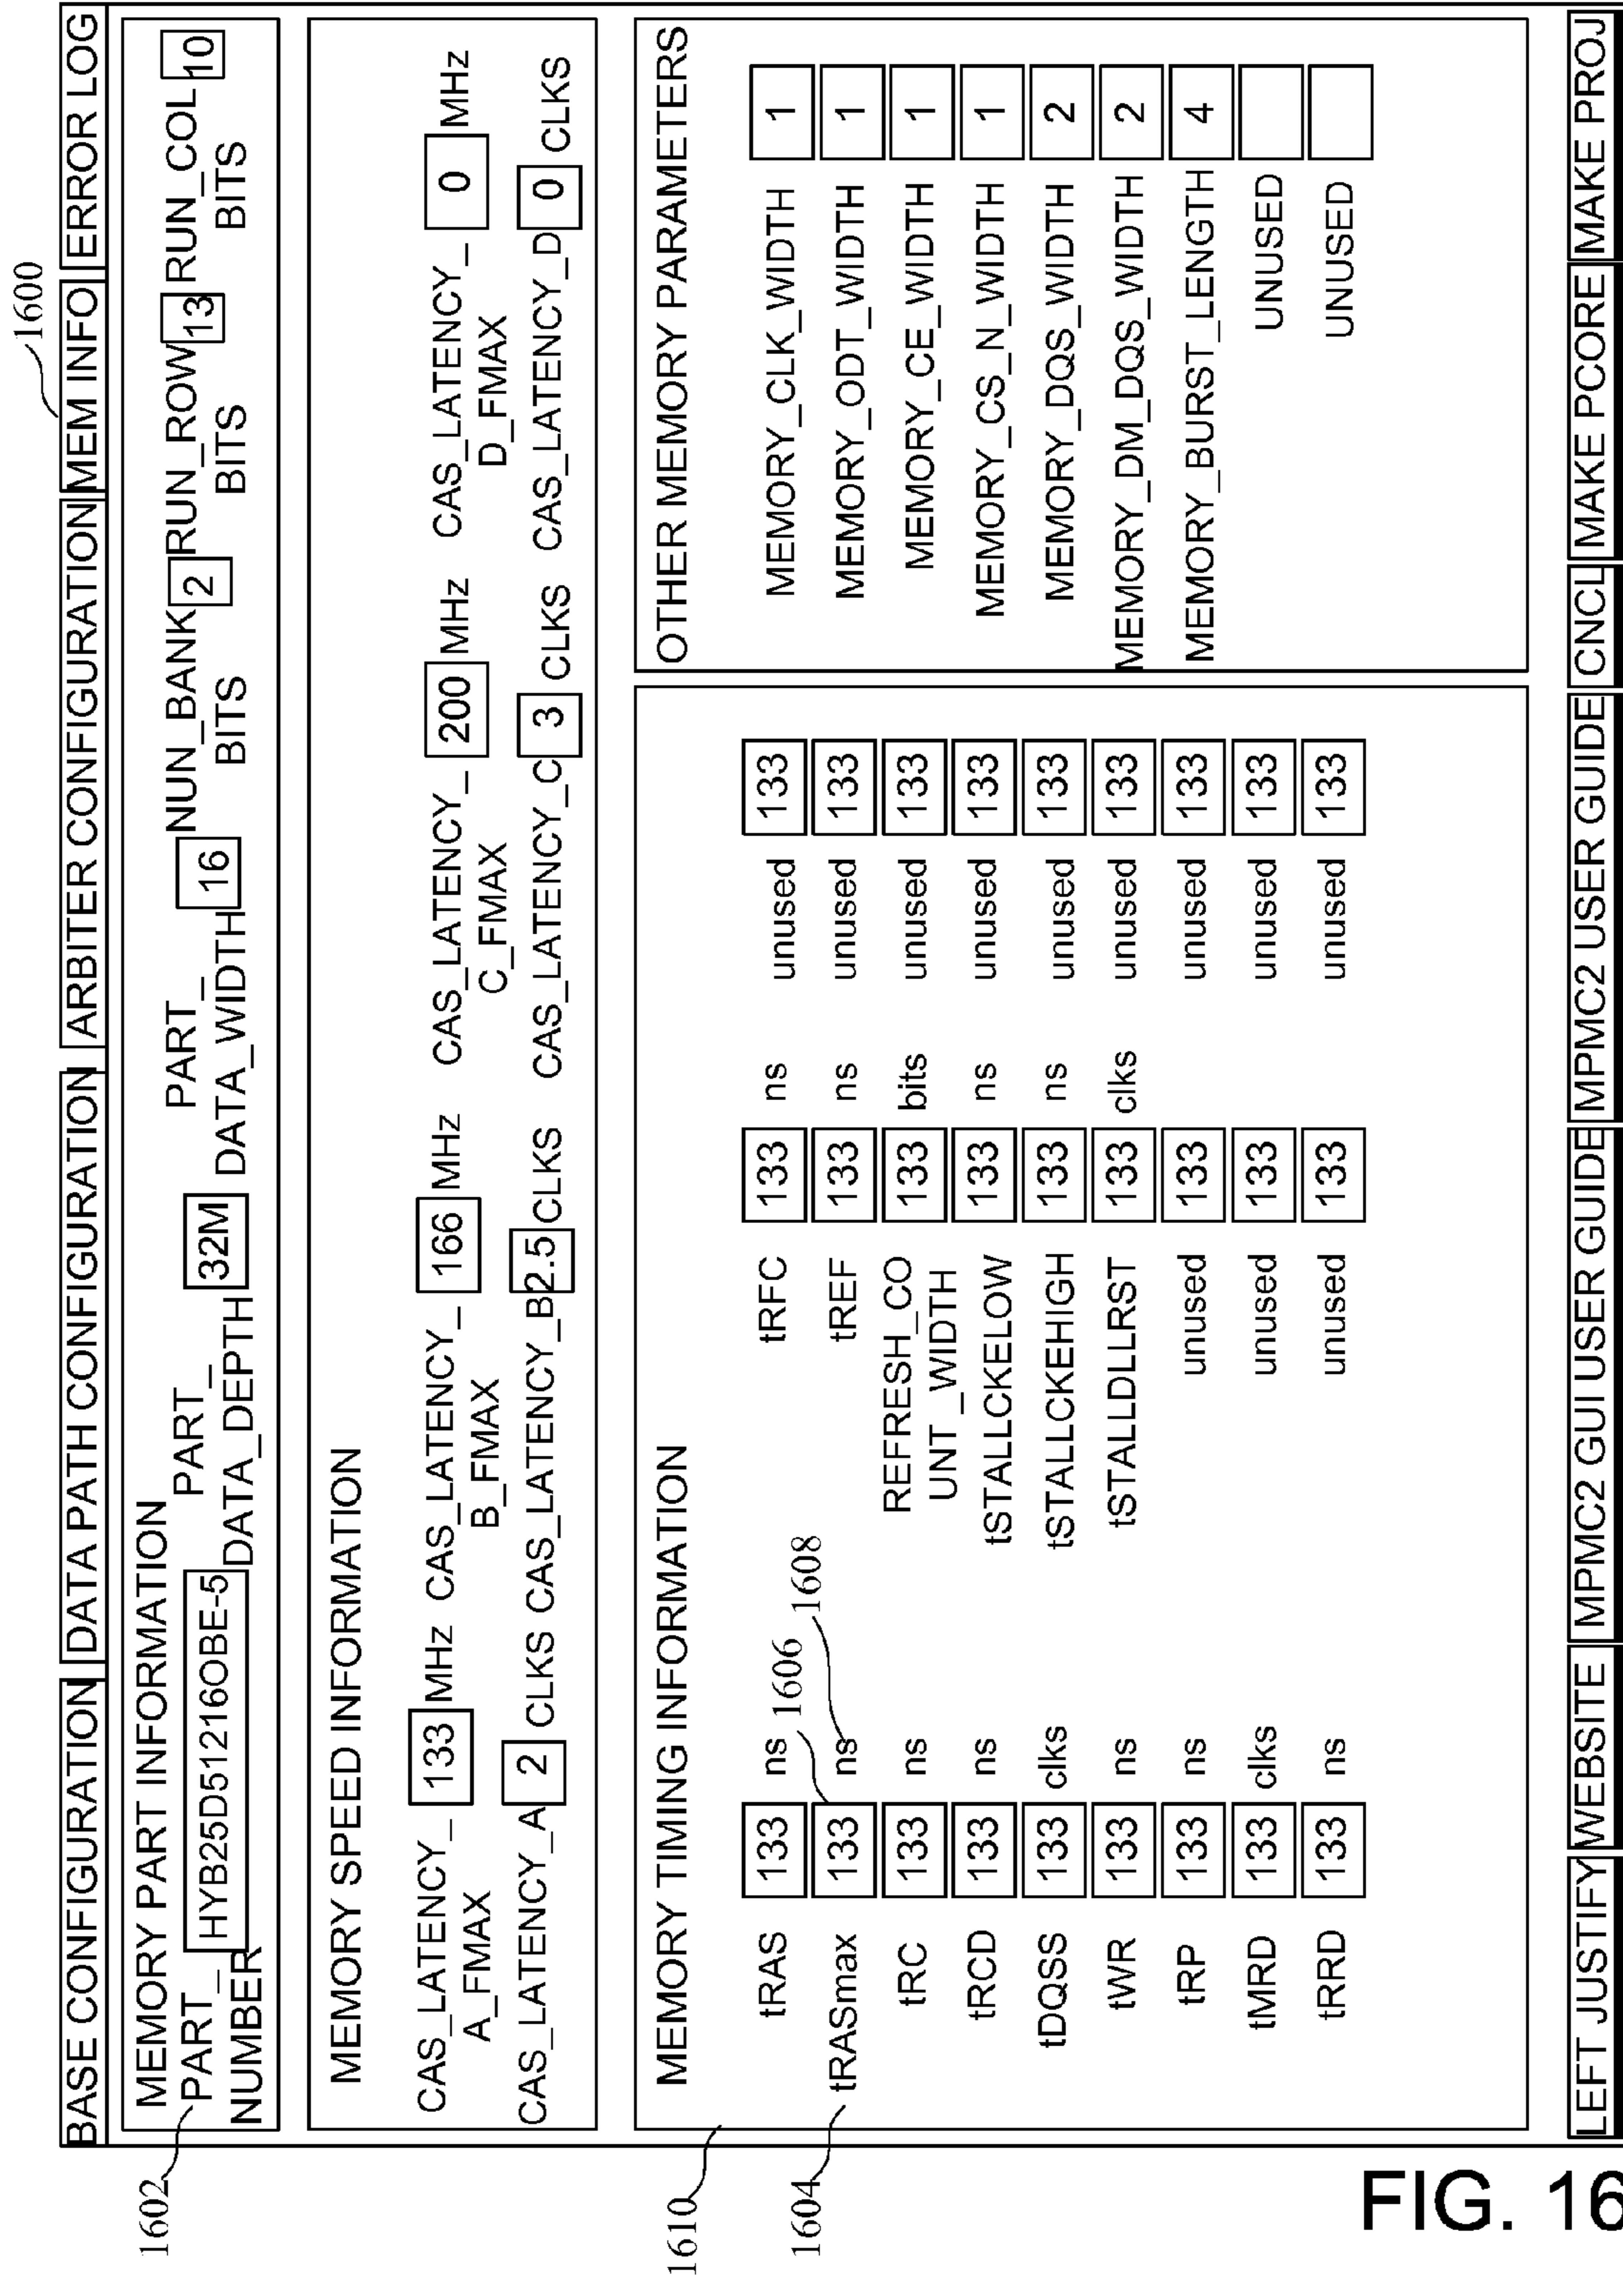 1600
BASE CONFIGURATION DATA PATH CONFIGURATION ARBITER CONFIGURATION MEM INFO ERROR LOG
1602
MEMORY PART INFORMATION
PART_ NUMBER HYB25D512160BE-5 PART_ DATA_DEPTH 32M PART_ DATA_WIDTH 16 NUN_BANK BITS 2 RUN_ROW BITS 13 RUN_COL BITS 10
MEMORY SPEED INFORMATION
CAS_LATENCY_ A_FMAX 133 MHz CAS_LATENCY_ B_FMAX 166 MHz CAS_LATENCY_ C_FMAX 200 MHz CAS_LATENCY_ D_FMAX 0 MHz
CAS_LATENCY_A 2 CLKS CAS_LATENCY_B 2.5 CLKS CAS_LATENCY_C 3 CLKS CAS_LATENCY_D 0 CLKS
1610
MEMORY TIMING INFORMATION
1604
1606
1608
tRAS 133 ns tRFC 133 ns unused 133
tRASmax 133 ns tREF 133 ns unused 133
tRC 133 ns REFRESH_CO UNT_WIDTH 133 bits unused 133
tRCD 133 ns tSTALLCKELOW 133 ns unused 133
tDQSS 133 clks tSTALLCKEHIGH 133 ns unused 133
tWR 133 ns tSTALLDLLRST 133 clks unused 133
tRP 133 ns unused 133 unused 133
tMRD 133 clks unused 133 unused 133
tRRD 133 ns unused 133 unused 133
OTHER MEMORY PARAMETERS
MEMORY_CLK_WIDTH 1
MEMORY_ODT_WIDTH 1
MEMORY_CE_WIDTH 1
MEMORY_CS_N_WIDTH 1
MEMORY_DQS_WIDTH 2
MEMORY_DM_DQS_WIDTH 2
MEMORY_BURST_LENGTH 4
UNUSED
UNUSED
LEFT JUSTIFY WEBSITE MPMC2 GUI USER GUIDE MPMC2 USER GUIDE CNCL MAKE PCORE MAKE PROJ
FIG. 16